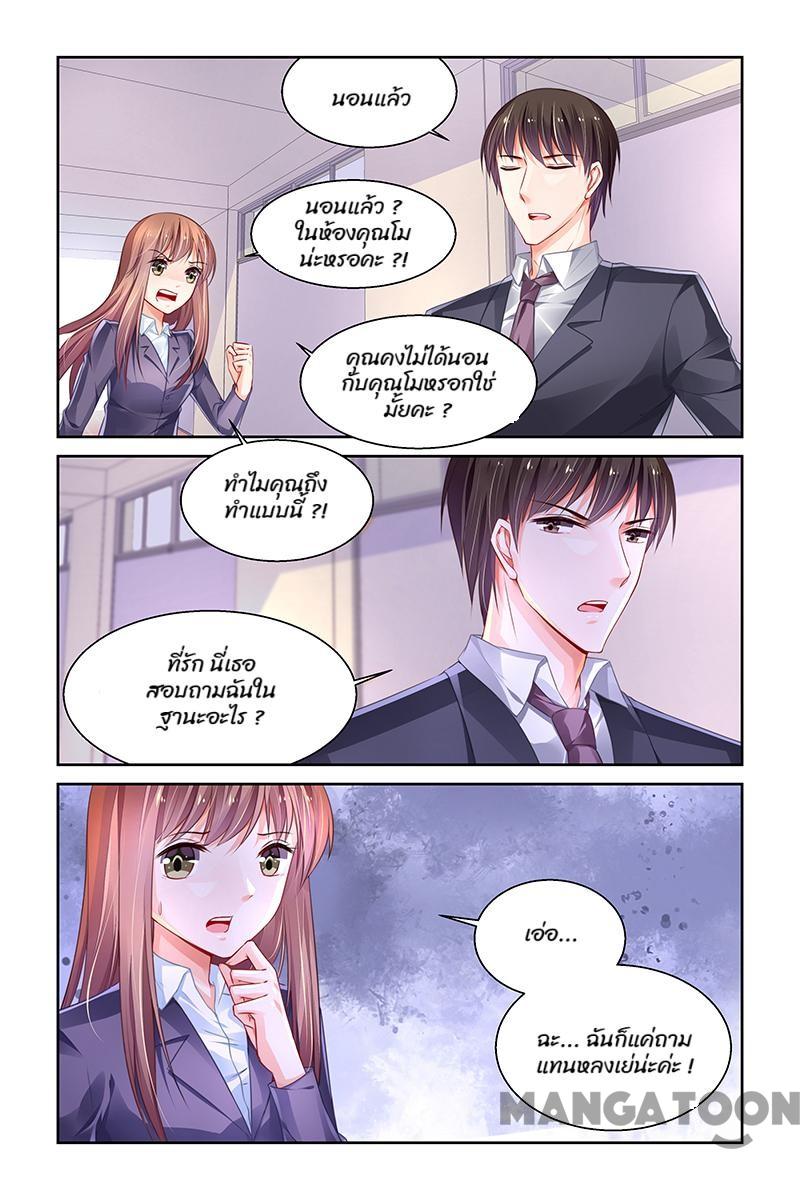 นอนแล้ว
นอนแล้ว ?
ในห้องคุณโม
น่ะหรอคะ ?!
คุณคงไม่ได้นอน
กับคุณโมหรอกใช่
มั้ยคะ ?
ทำไมคุณถึง
ทำแบบนี้ ?!
ที่รัก นี่เธอ
สอบถามฉันใน
ฐานะอะไร ?
เอ่อ...
ฉะ... ฉันก็แค่ถาม
แทนหลงเย่น่ะค่ะ !
MANGATOON